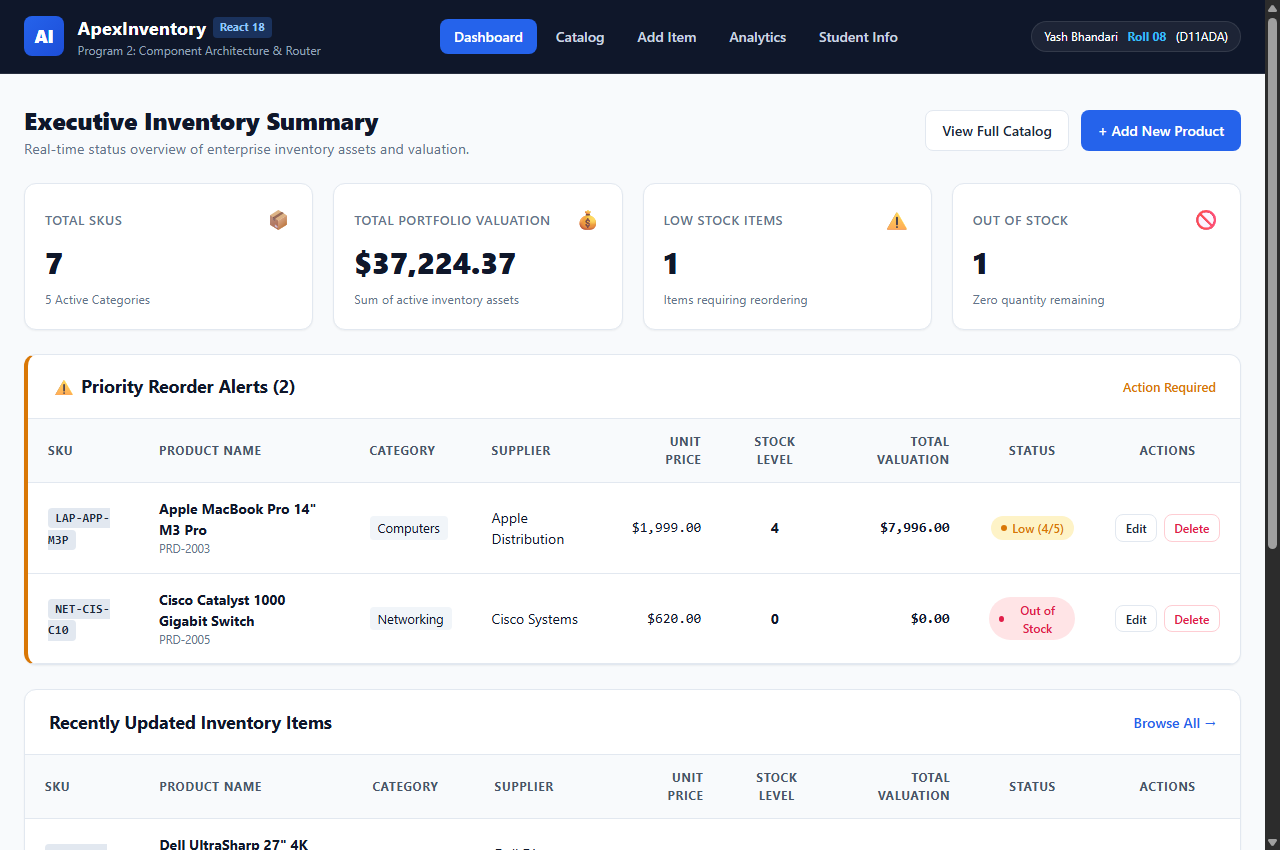 AI
ApexInventory React 18
Program 2: Component Architecture & Router
Dashboard Catalog Add Item Analytics Student Info
Yash Bhandari Roll 08 (D11ADA)
Executive Inventory Summary
Real-time status overview of enterprise inventory assets and valuation.
View Full Catalog + Add New Product
TOTAL SKUS
7
5 Active Categories
TOTAL PORTFOLIO VALUATION
$37,224.37
Sum of active inventory assets
LOW STOCK ITEMS
1
Items requiring reordering
OUT OF STOCK
1
Zero quantity remaining
Priority Reorder Alerts (2)
Action Required
SKU PRODUCT NAME CATEGORY SUPPLIER UNIT PRICE STOCK LEVEL TOTAL VALUATION STATUS ACTIONS
LAP-APP-
M3P
Apple MacBook Pro 14"
M3 Pro
PRD-2003
Computers
Apple
Distribution
$1,999.00
4
$7,996.00
Low (4/5)
Edit Delete
NET-CIS-
C10
Cisco Catalyst 1000
Gigabit Switch
PRD-2005
Networking
Cisco Systems
$620.00
0
$0.00
Out of
Stock
Edit Delete
Recently Updated Inventory Items
Browse All →
SKU PRODUCT NAME CATEGORY SUPPLIER UNIT PRICE STOCK LEVEL TOTAL VALUATION STATUS ACTIONS
Dell UltraSharp 27" 4K